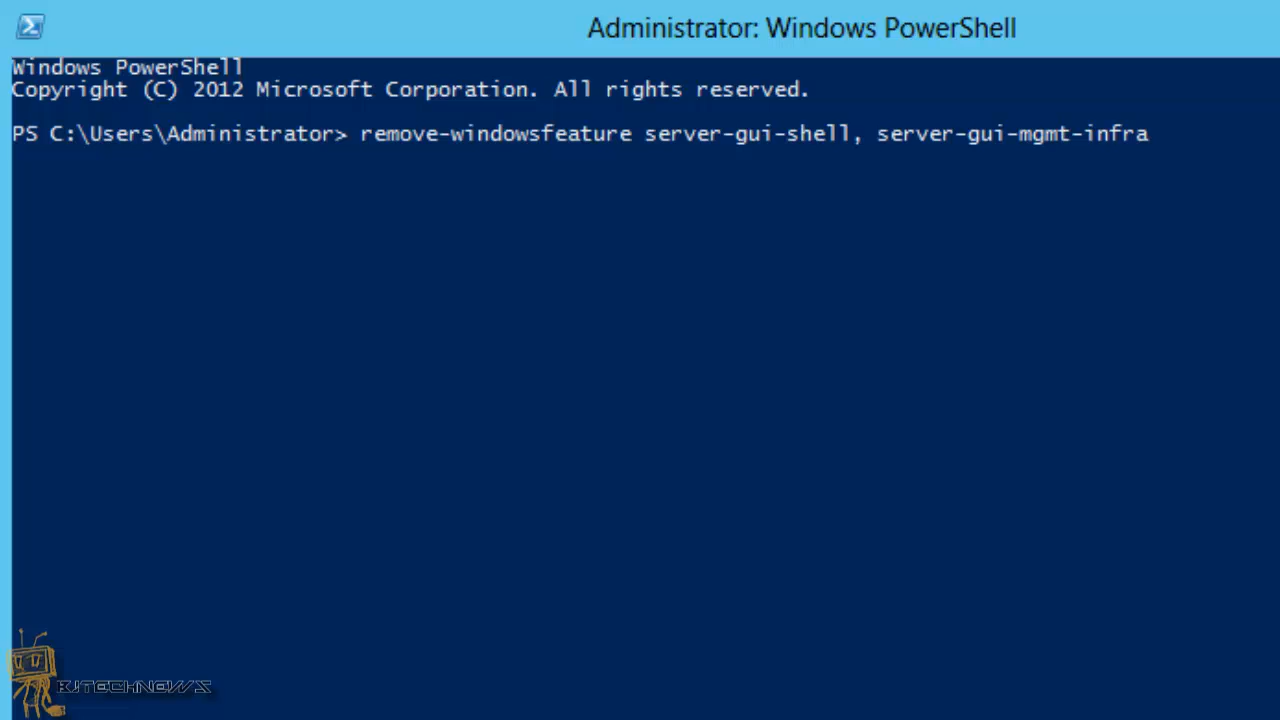 Administrator: Windows PowerShell
Windows PowerShell
Copyright (C) 2012 Microsoft Corporation. All rights reserved.
PS C:\Users\Administrator> remove-windowsfeature server-gui-shell, server-gui-mgmt-infra
BJTECHNEWS